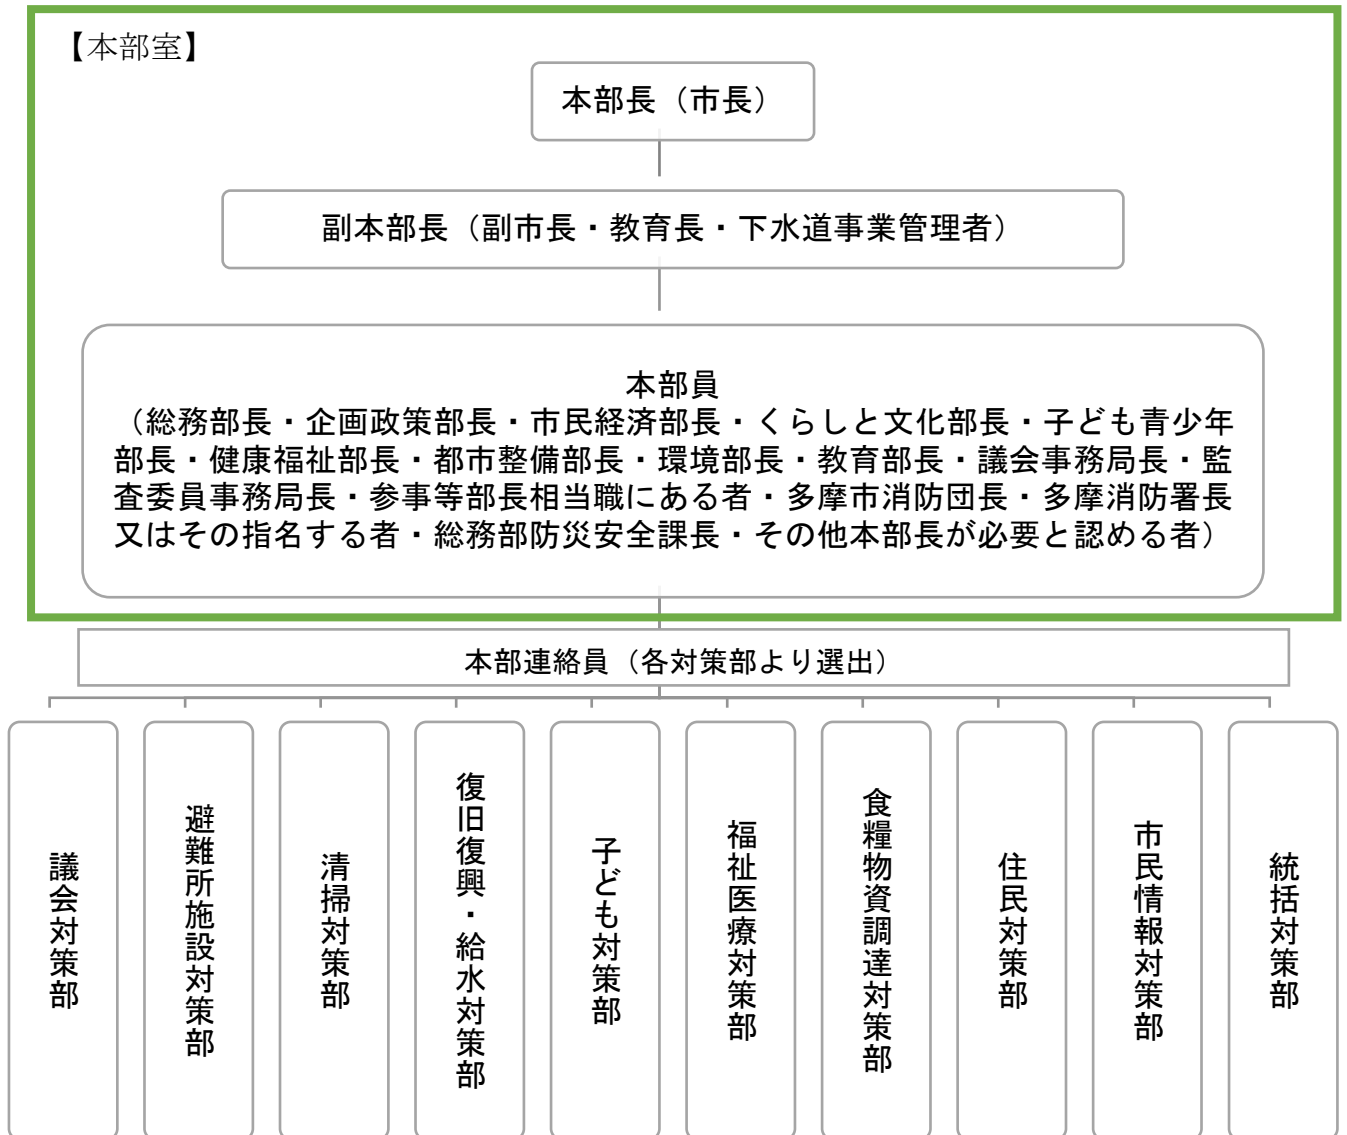 【本部室】
本部長（市長）
副本部長（副市長・教育長・下水道事業管理者）
本部員
（総務部長・企画政策部長・市民経済部長・くらしと文化部長・子ども青少年
部長・健康福祉部長・都市整備部長・環境部長・教育部長・議会事務局長・監
査委員事務局長・参事等部長相当職にある者・多摩市消防団長・多摩消防署長
又はその指名する者・総務部防災安全課長・その他本部長が必要と認める者）
本部連絡員（各対策部より選出）
議会対策部
避難所施設対策部
清掃対策部
復旧復興・給水対策部
子ども対策部
福祉医療対策部
食糧物資調達対策部
住民対策部
市民情報対策部
統括対策部